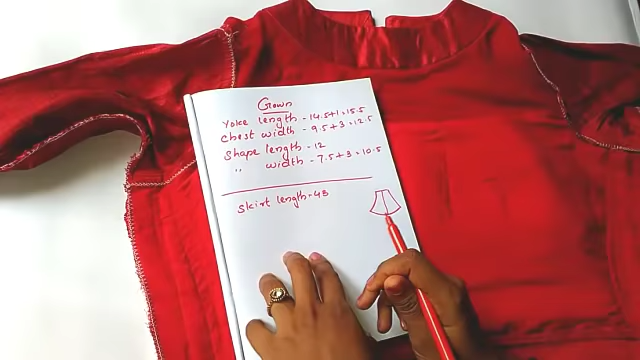 Gown
Yoke length - 14.5+1=15.5
chest width - 9.5+3=12.5
shape length - 12
" width - 7.5+3=10.5
skirt length - 43